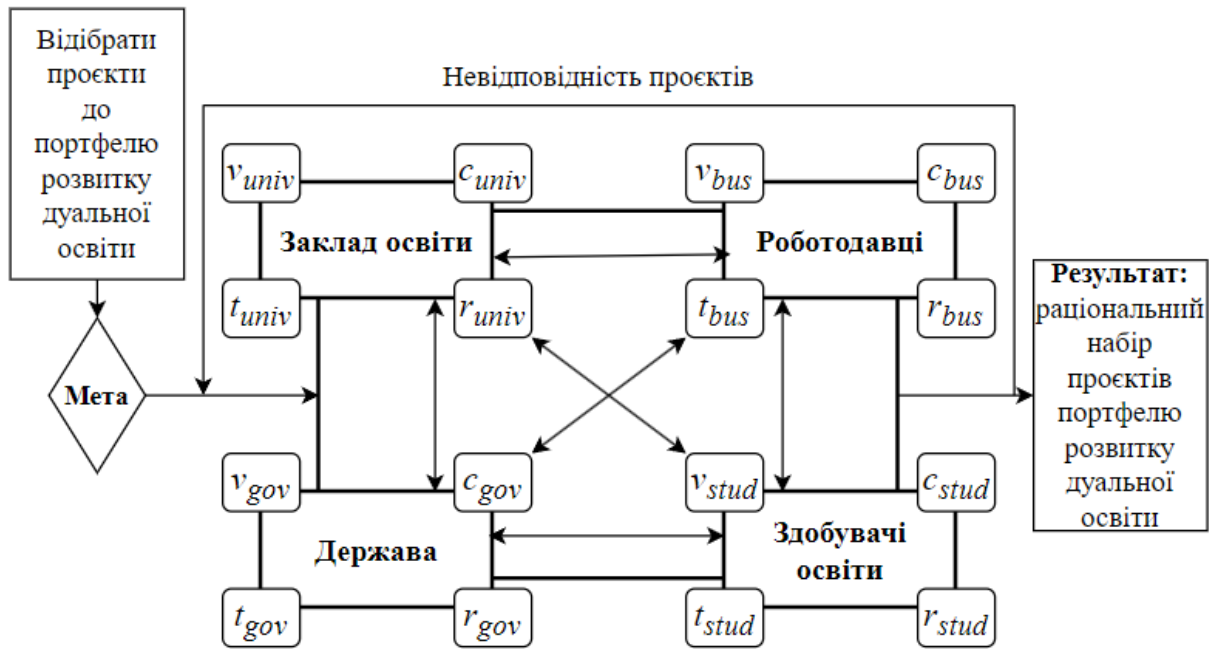 Відібрати
проєкти
до
портфелю
розвитку
дуальної
освіти
Невідповідність проєктів
v_univ c_univ v_bus c_bus
Заклад освіти Роботодавці
t_univ r_univ t_bus r_bus
Мета
v_gov c_gov v_stud c_stud
Держава Здобувачі
освіти
t_gov r_gov t_stud r_stud
Результат:
раціональний
набір
проєктів
портфелю
розвитку
дуальної
освіти